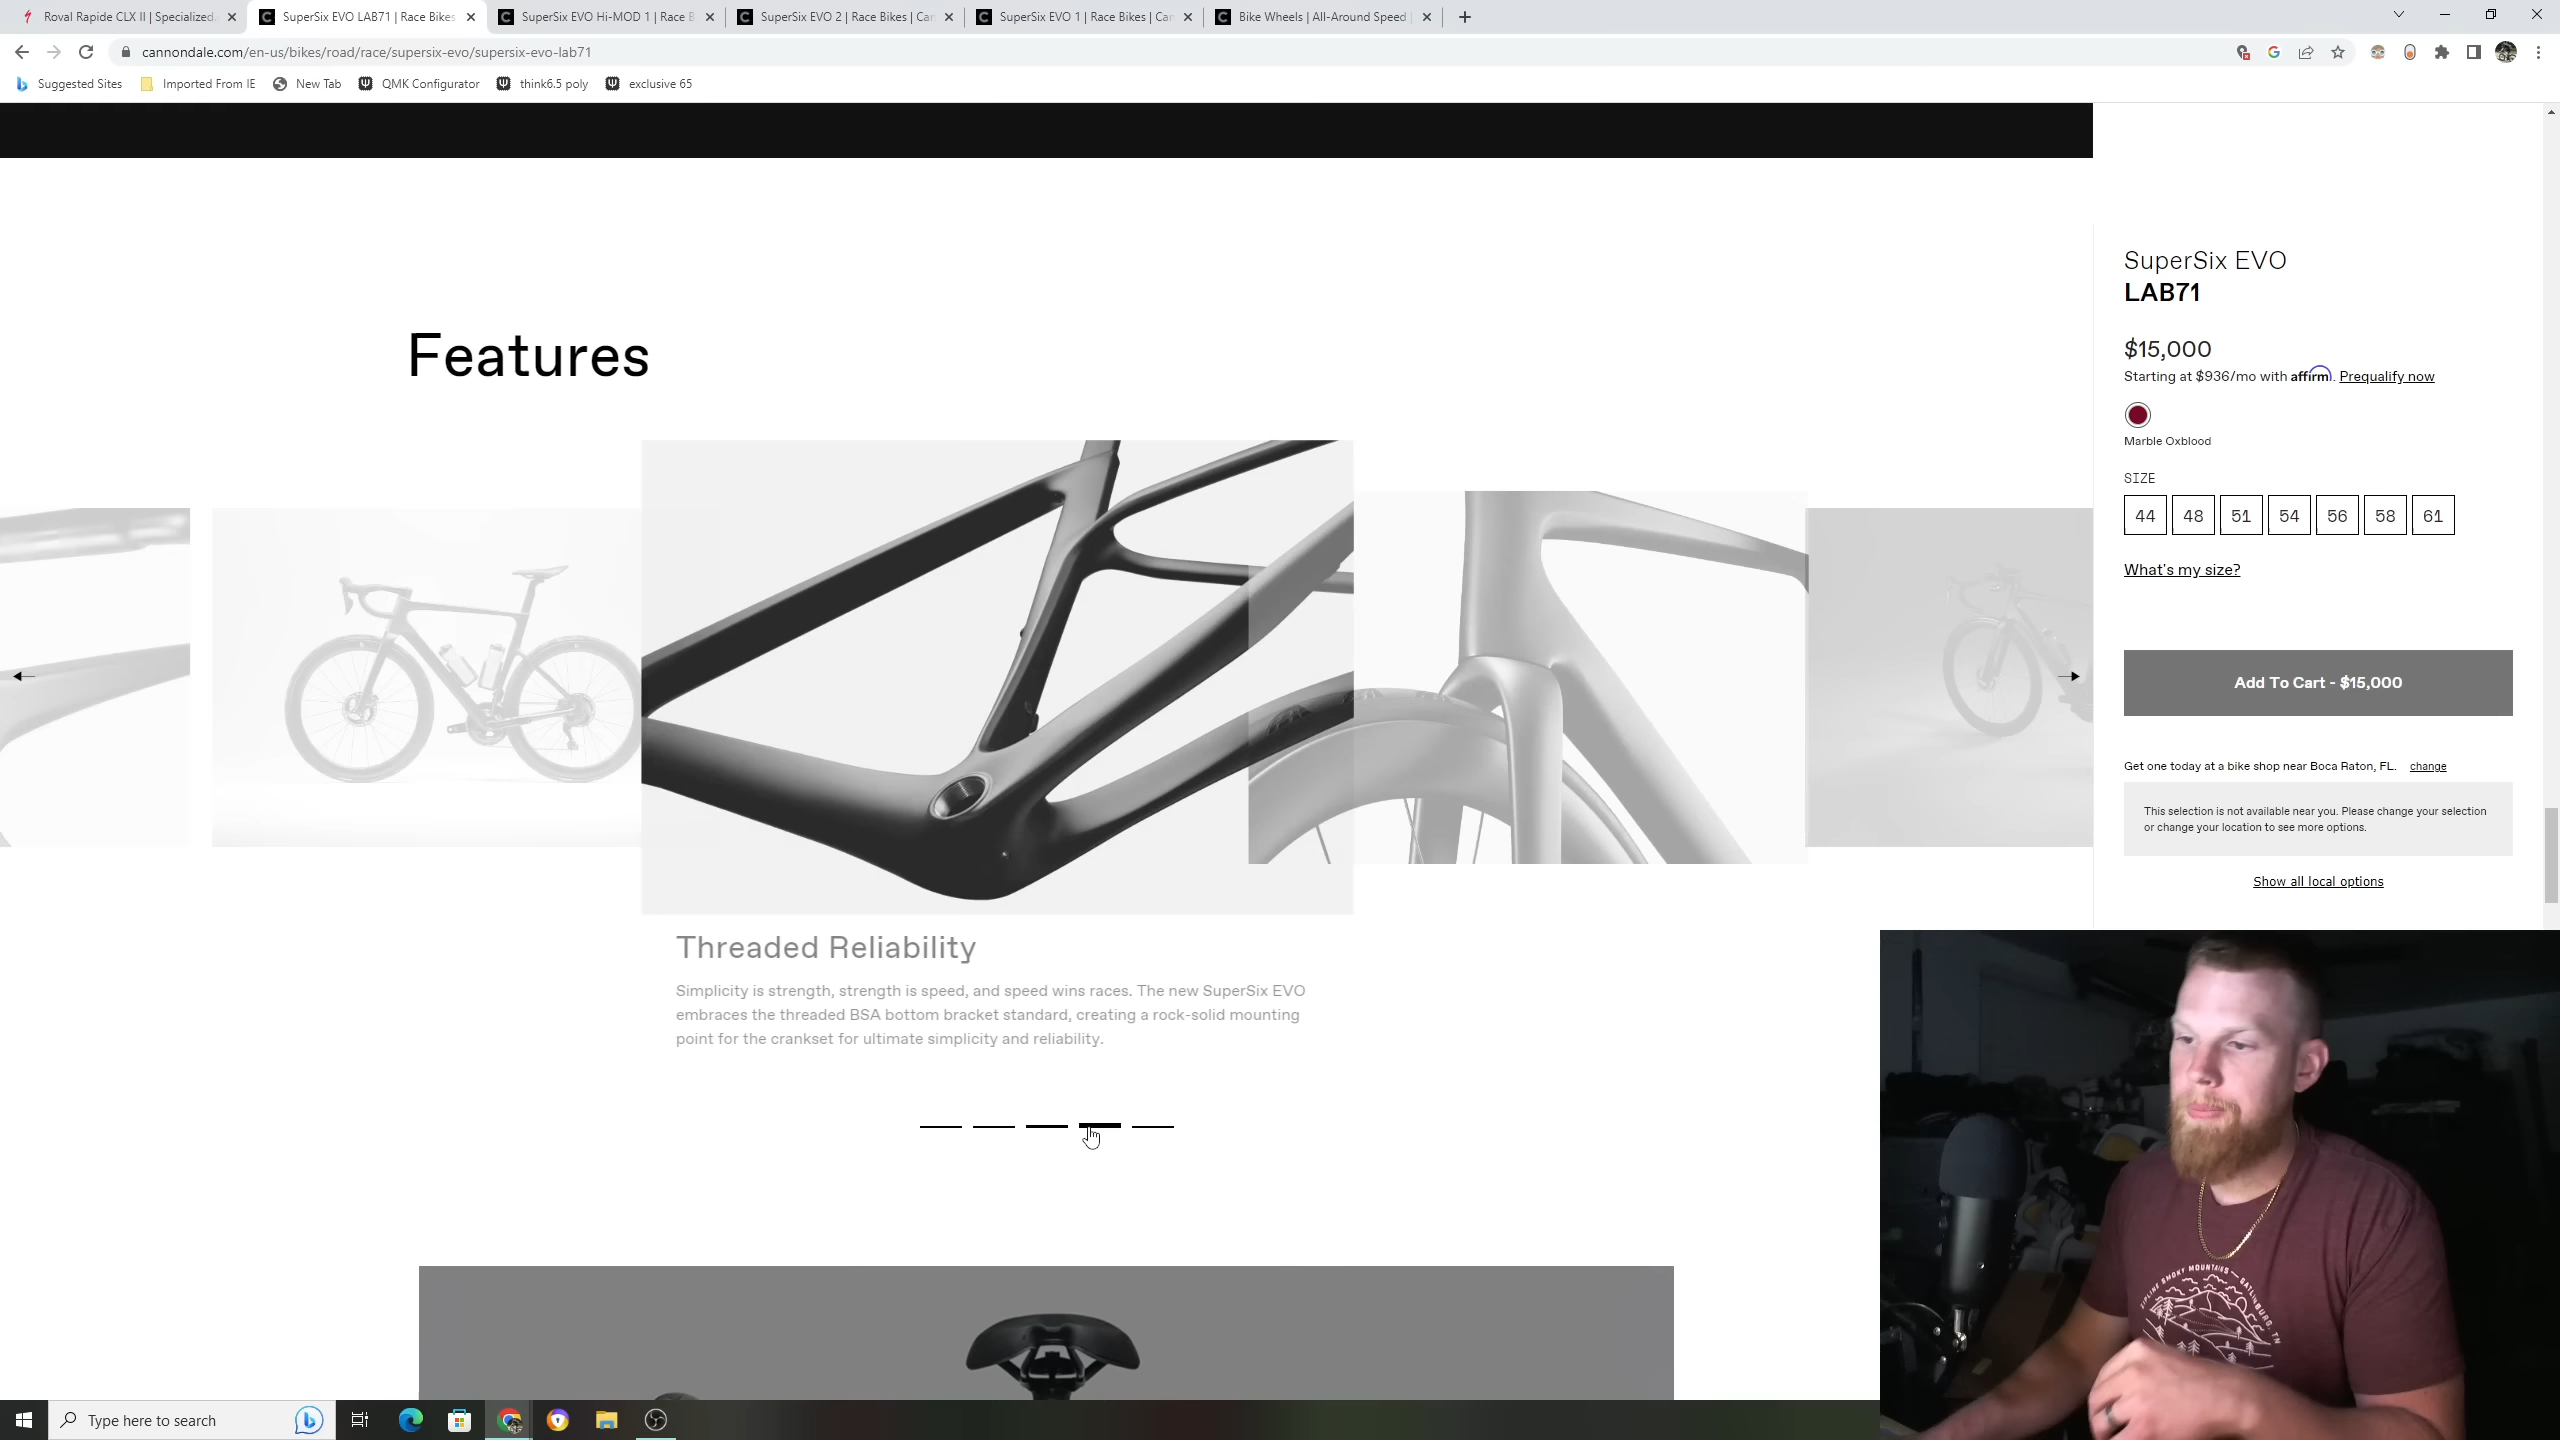 Roval Rapide CLX II | Specialized.
SuperSix EVO LAB71 | Race Bikes
SuperSix EVO Hi-MOD 1 | Race B
SuperSix EVO 2 | Race Bikes | Can
SuperSix EVO 1 | Race Bikes | Car
Bike Wheels | All-Around Speed |
cannondale.com/en-us/bikes/road/race/supersix-evo/supersix-evo-lab71
Suggested Sites
Imported From IE
New Tab
QMK Configurator
think6.5 poly
exclusive 65
Features
Threaded Reliability
Simplicity is strength, strength is speed, and speed wins races. The new SuperSix EVO
embraces the threaded BSA bottom bracket standard, creating a rock-solid mounting
point for the crankset for ultimate simplicity and reliability.
SuperSix EVO
LAB71
$15,000
Starting at $936/mo with affirm. Prequalify now
Marble Oxblood
SIZE
44 48 51 54 56 58 61
What's my size?
Add To Cart - $15,000
Get one today at a bike shop near Boca Raton, FL. change
This selection is not available near you. Please change your selection
or change your location to see more options.
Show all local options
ZIPLINE SMOKY MOUNTAINS — GATLINBURG, TN
Type here to search